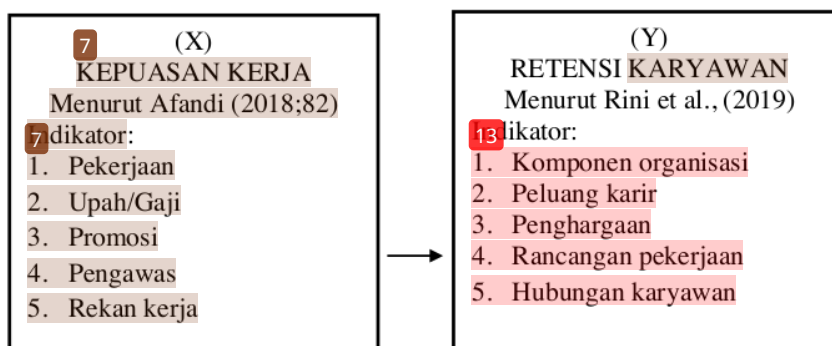 (X)
7
KEPUASAN KERJA
Menurut Afandi (2018;82)
7
dikator:
1. Pekerjaan
2. Upah/Gaji
3. Promosi
4. Pengawas
5. Rekan kerja
(Y)
RETENSI KARYAWAN
Menurut Rini et al., (2019)
13
dikator:
1. Komponen organisasi
2. Peluang karir
3. Penghargaan
4. Rancangan pekerjaan
5. Hubungan karyawan